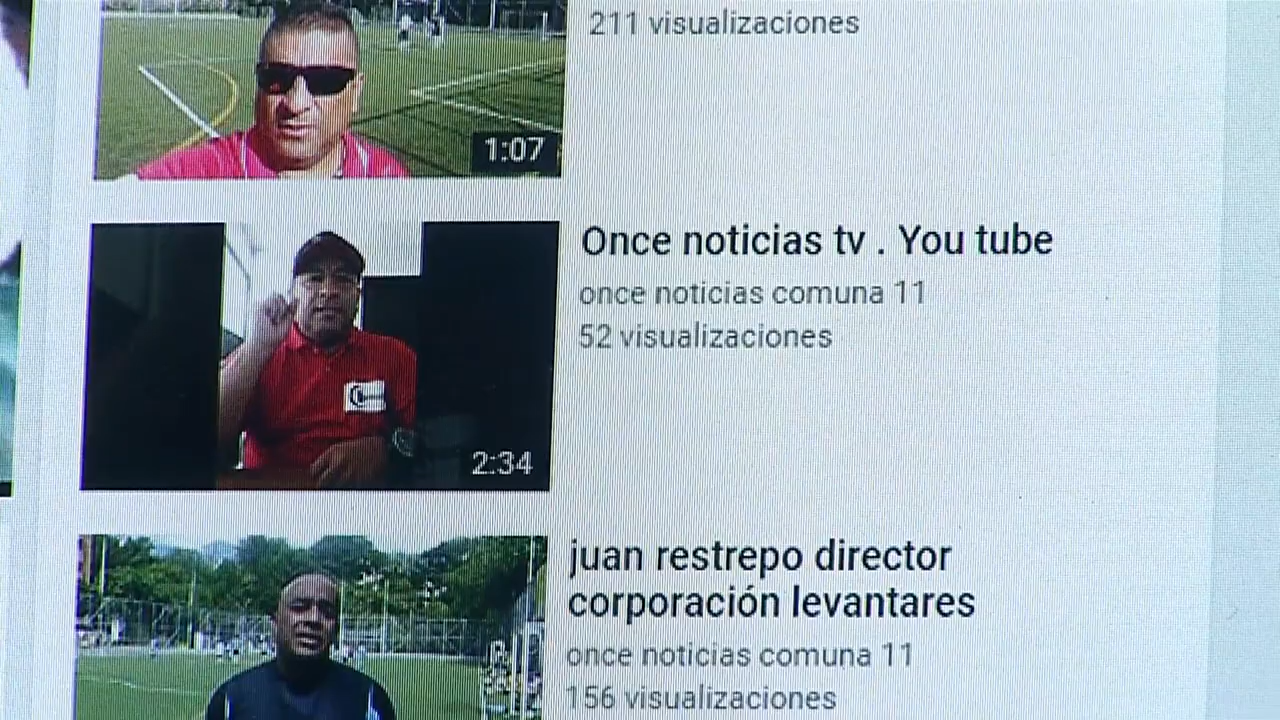 211 visualizaciones
1:07
Once noticias tv . You tube
once noticias comuna 11
52 visualizaciones
2:34
juan restrepo director
corporación levantares
once noticias comuna 11
156 visualizaciones